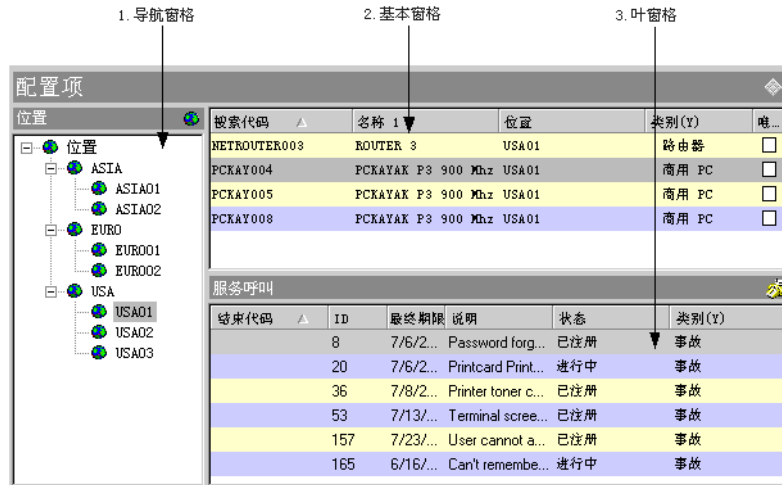 1. 导航窗格 2. 基本窗格 3. 叶窗格
配置项
位置
位置
ASIA
ASIA01
ASIA02
EURO
EURO01
EURO02
USA
USA01
USA02
USA03
搜索代码 名称 1 位置 类别(Y) 唯...
NETROUTER003 ROUTER 3 USA01 路由器
PCKAY004 PCKAYAK P3 900 Mhz USA01 商用 PC
PCKAY005 PCKAYAK P3 900 Mhz USA01 商用 PC
PCKAY008 PCKAYAK P3 900 Mhz USA01 商用 PC
服务呼叫
结束代码 ID 最终期限 说明 状态 类别(Y)
8 7/6/2... Password forg... 已注册 事故
20 7/6/2... Printcard Print... 进行中 事故
36 7/8/2... Printer toner c... 已注册 事故
53 7/13/... Terminal scree... 已注册 事故
157 7/23/... User cannot a... 已注册 事故
165 6/16/... Can't remembe... 进行中 事故